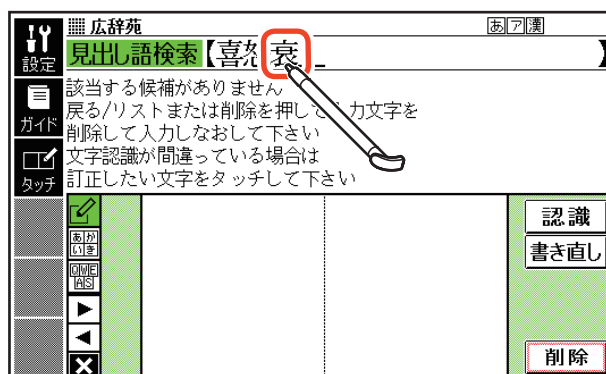 広辞苑
あ ア 漢
設定
見出し語検索【喜怒衰_】
該当する候補がありません
戻る/リストまたは削除を押して入力文字を
削除して入力しなおして下さい
文字認識が間違っている場合は
訂正したい文字をタッチして下さい
ガイド
タッチ
あ か
い き
QWE
AS
認識
書き直し
削除